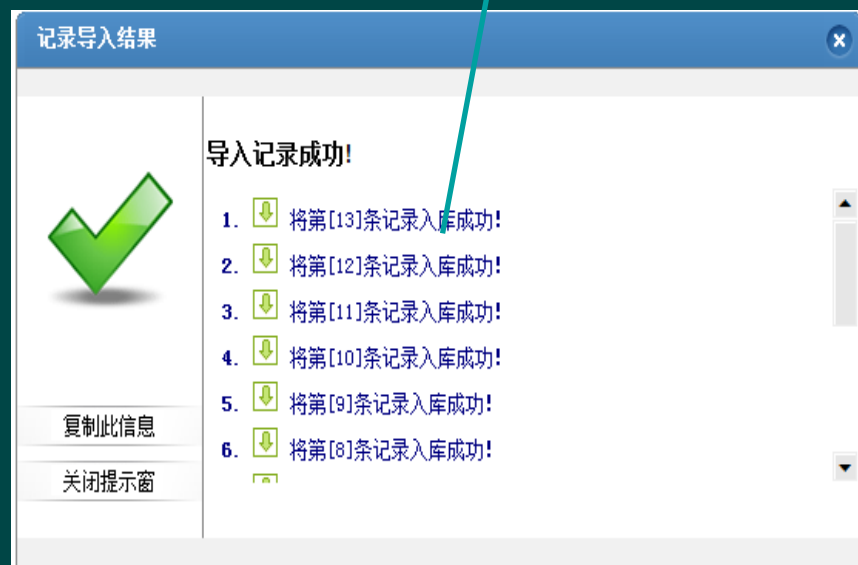 记录导入结果
导入记录成功!
1. 将第[13]条记录入库成功!
2. 将第[12]条记录入库成功!
3. 将第[11]条记录入库成功!
4. 将第[10]条记录入库成功!
5. 将第[9]条记录入库成功!
6. 将第[8]条记录入库成功!
复制此信息
关闭提示窗